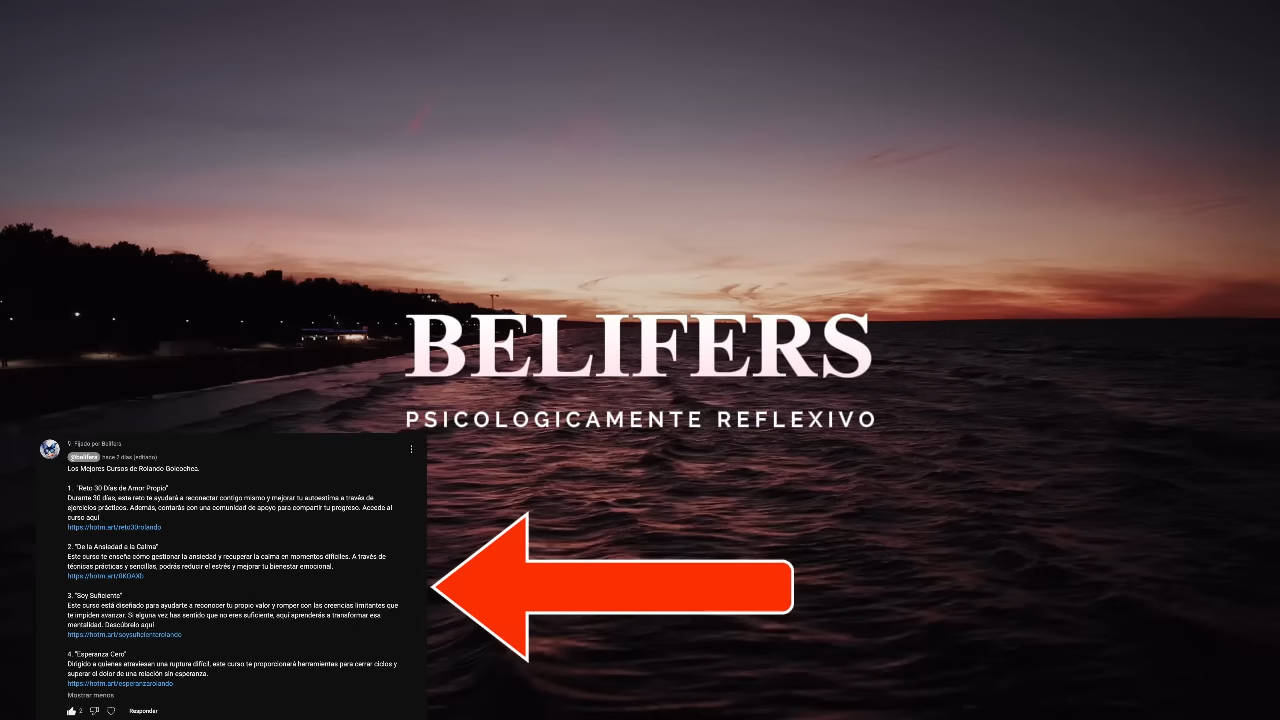 BELIFERS
PSICOLOGICAMENTE REFLEXIVO
Fijado por Belifers
@belifers hace 2 días (editado)
Los Mejores Cursos de Rolando Goicochea.
1. "Reto 30 Días de Amor Propio"
Durante 30 días, este reto te ayudará a reconectar contigo mismo y mejorar tu autoestima a través de
ejercicios prácticos. Además, contarás con una comunidad de apoyo para compartir tu progreso. Accede al
curso aquí
https://hotm.art/reto30rolando
2. "De la Ansiedad a la Calma"
Este curso te enseña cómo gestionar la ansiedad y recuperar la calma en momentos difíciles. A través de
técnicas prácticas y sencillas, podrás reducir el estrés y mejorar tu bienestar emocional.
https://hotm.art/0KOAXb
3. "Soy Suficiente"
Este curso está diseñado para ayudarte a reconocer tu propio valor y romper con las creencias limitantes que
te impiden avanzar. Si alguna vez has sentido que no eres suficiente, aquí aprenderás a transformar esa
mentalidad. Descúbrelo aquí
https://hotm.art/soysuficienterolando
4. "Esperanza Cero"
Dirigido a quienes atraviesan una ruptura difícil, este curso te proporcionará herramientas para cerrar ciclos y
superar el dolor de una relación sin esperanza.
https://hotm.art/esperanzarolando
Mostrar menos
2 Responder